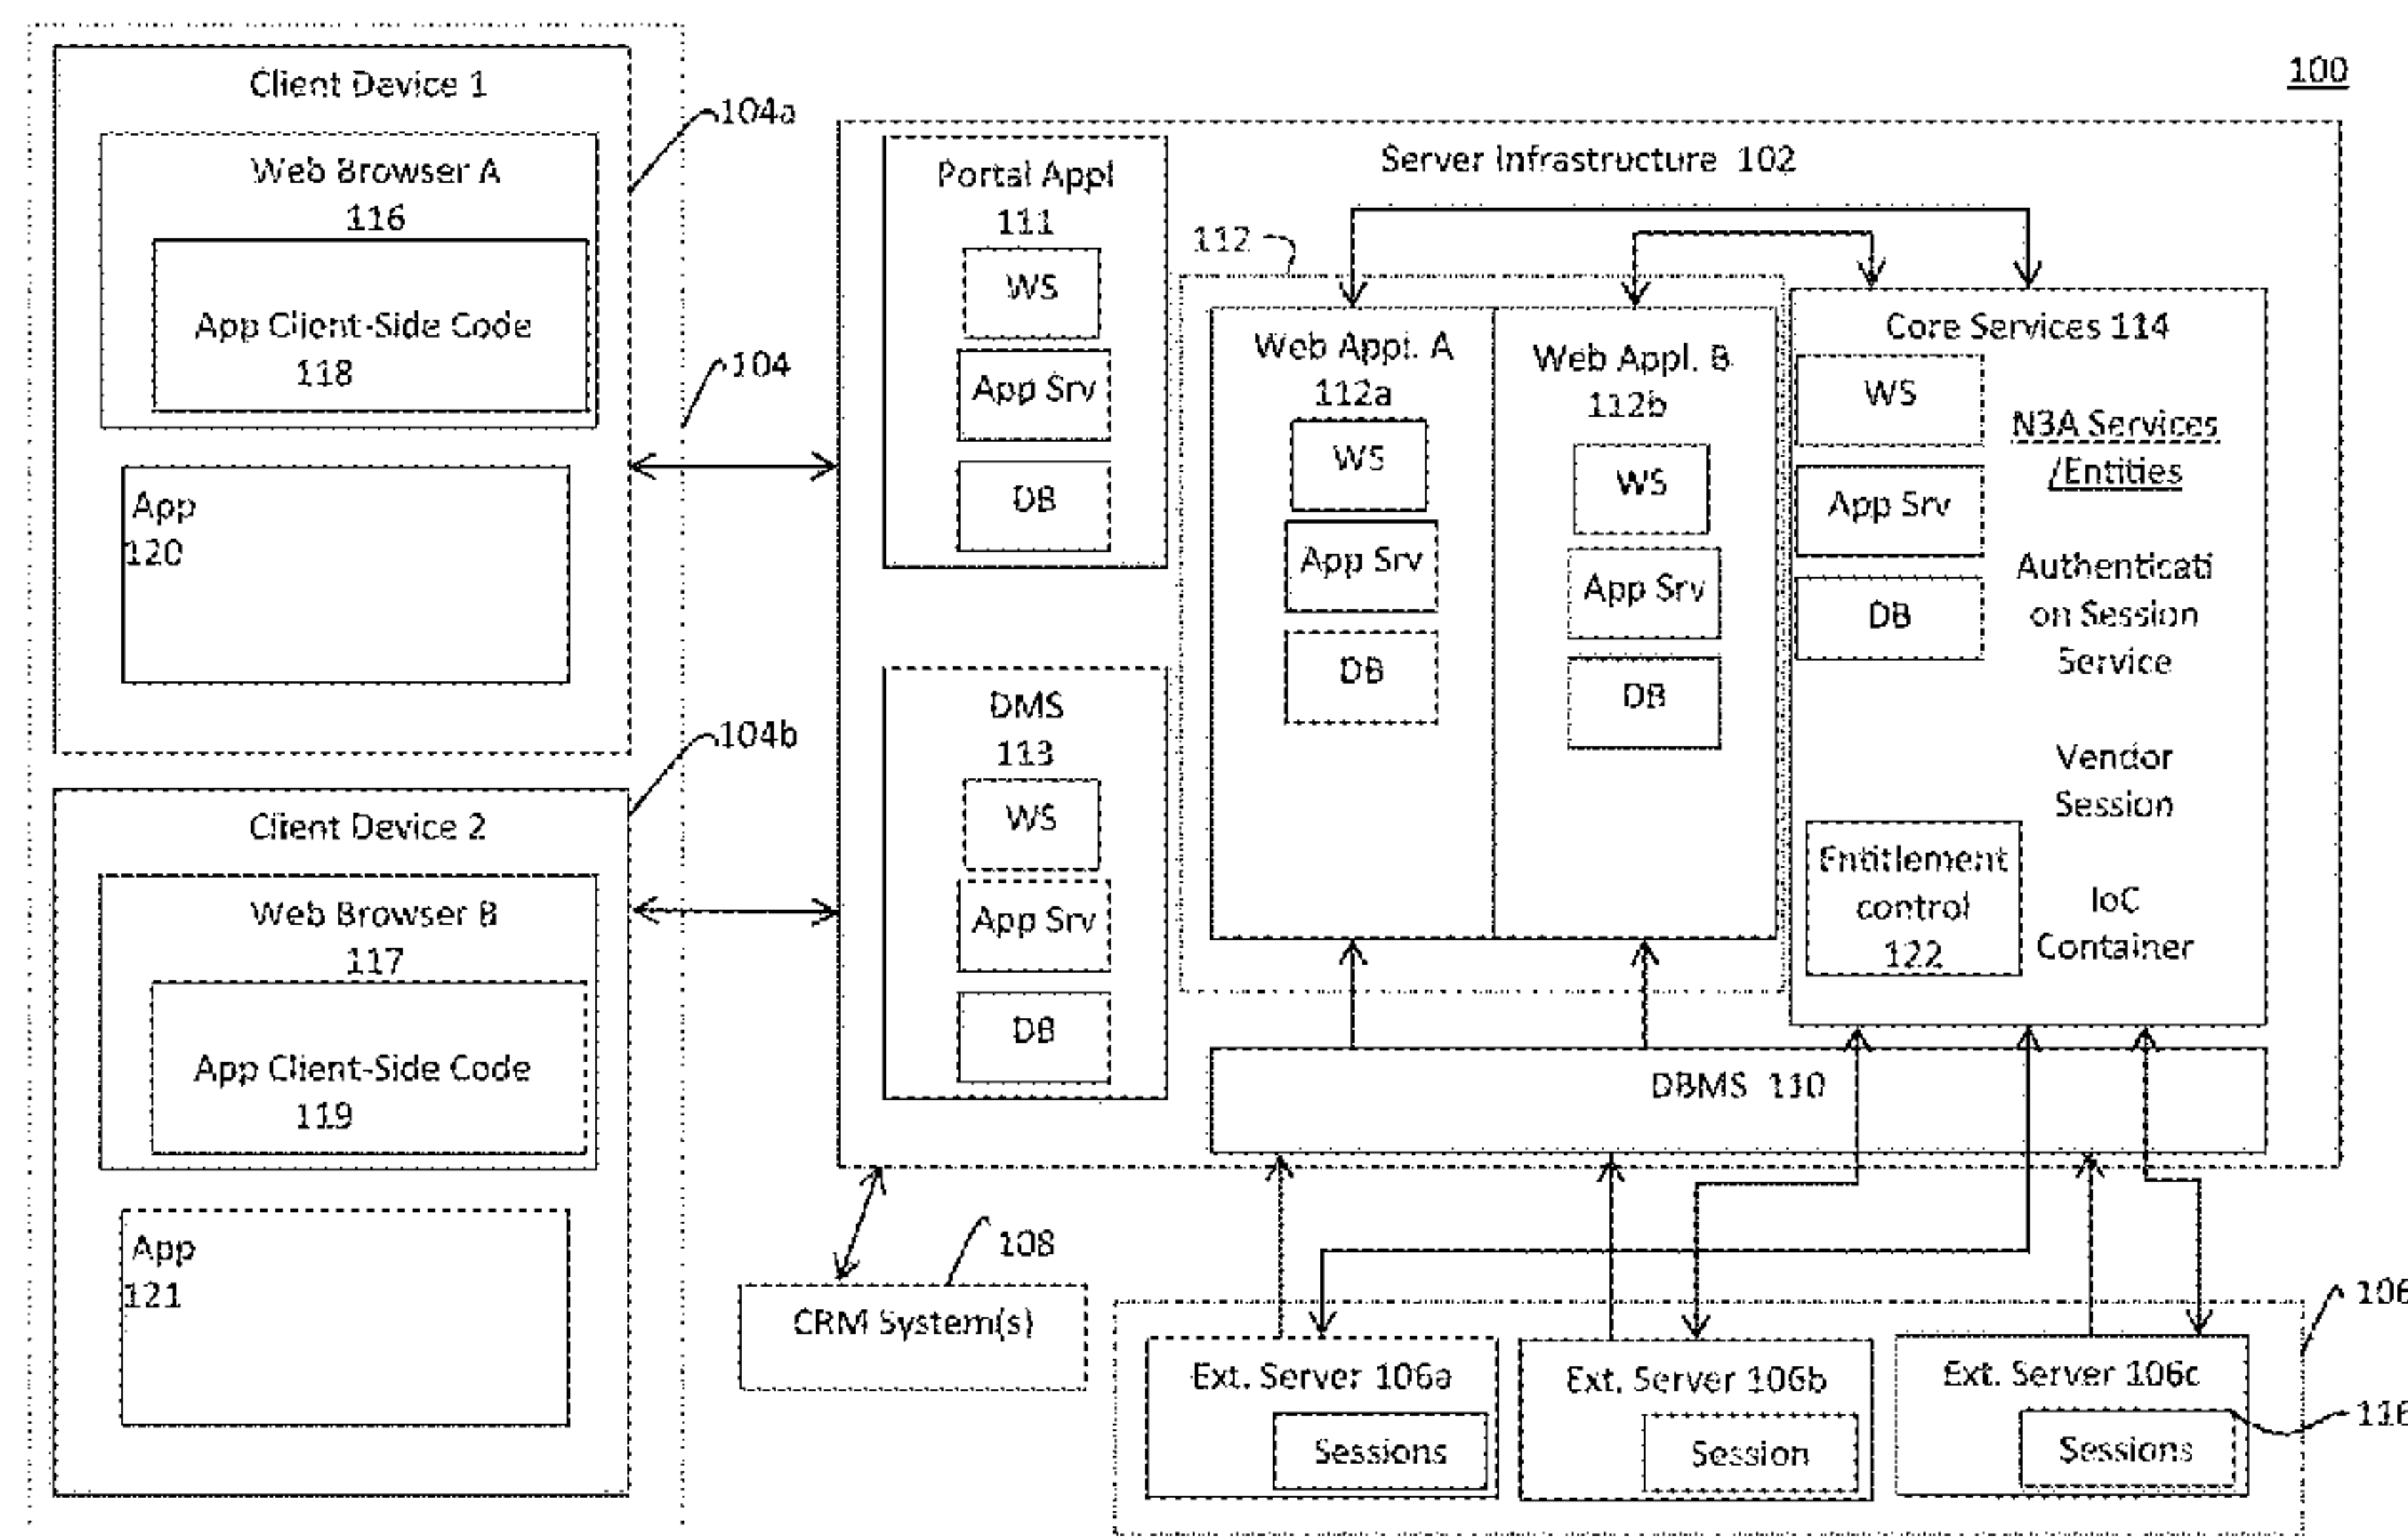 100
Client Device 1
104a
Web Browser A
116
App Client-Side Code
118
104
App
120
104b
Client Device 2
Web Browser B
117
App Client-Side Code
119
App
121
Server Infrastructure 102
Portal Appl
111
WS
App Srv
DB
DMS
113
WS
App Srv
DB
112
Web Appl. A
112a
WS
App Srv
DB
Web Appl. B
112b
WS
App Srv
DB
Core Services 114
WS
App Srv
DB
N3A Services
/Entities
Authenticati
on Session
Service
Vendor
Session
IoC
Container
Entitlement
control
122
DBMS 110
108
CRM System(s)
106
Ext. Server 106a
Sessions
Ext. Server 106b
Session
Ext. Server 106c
Sessions
116